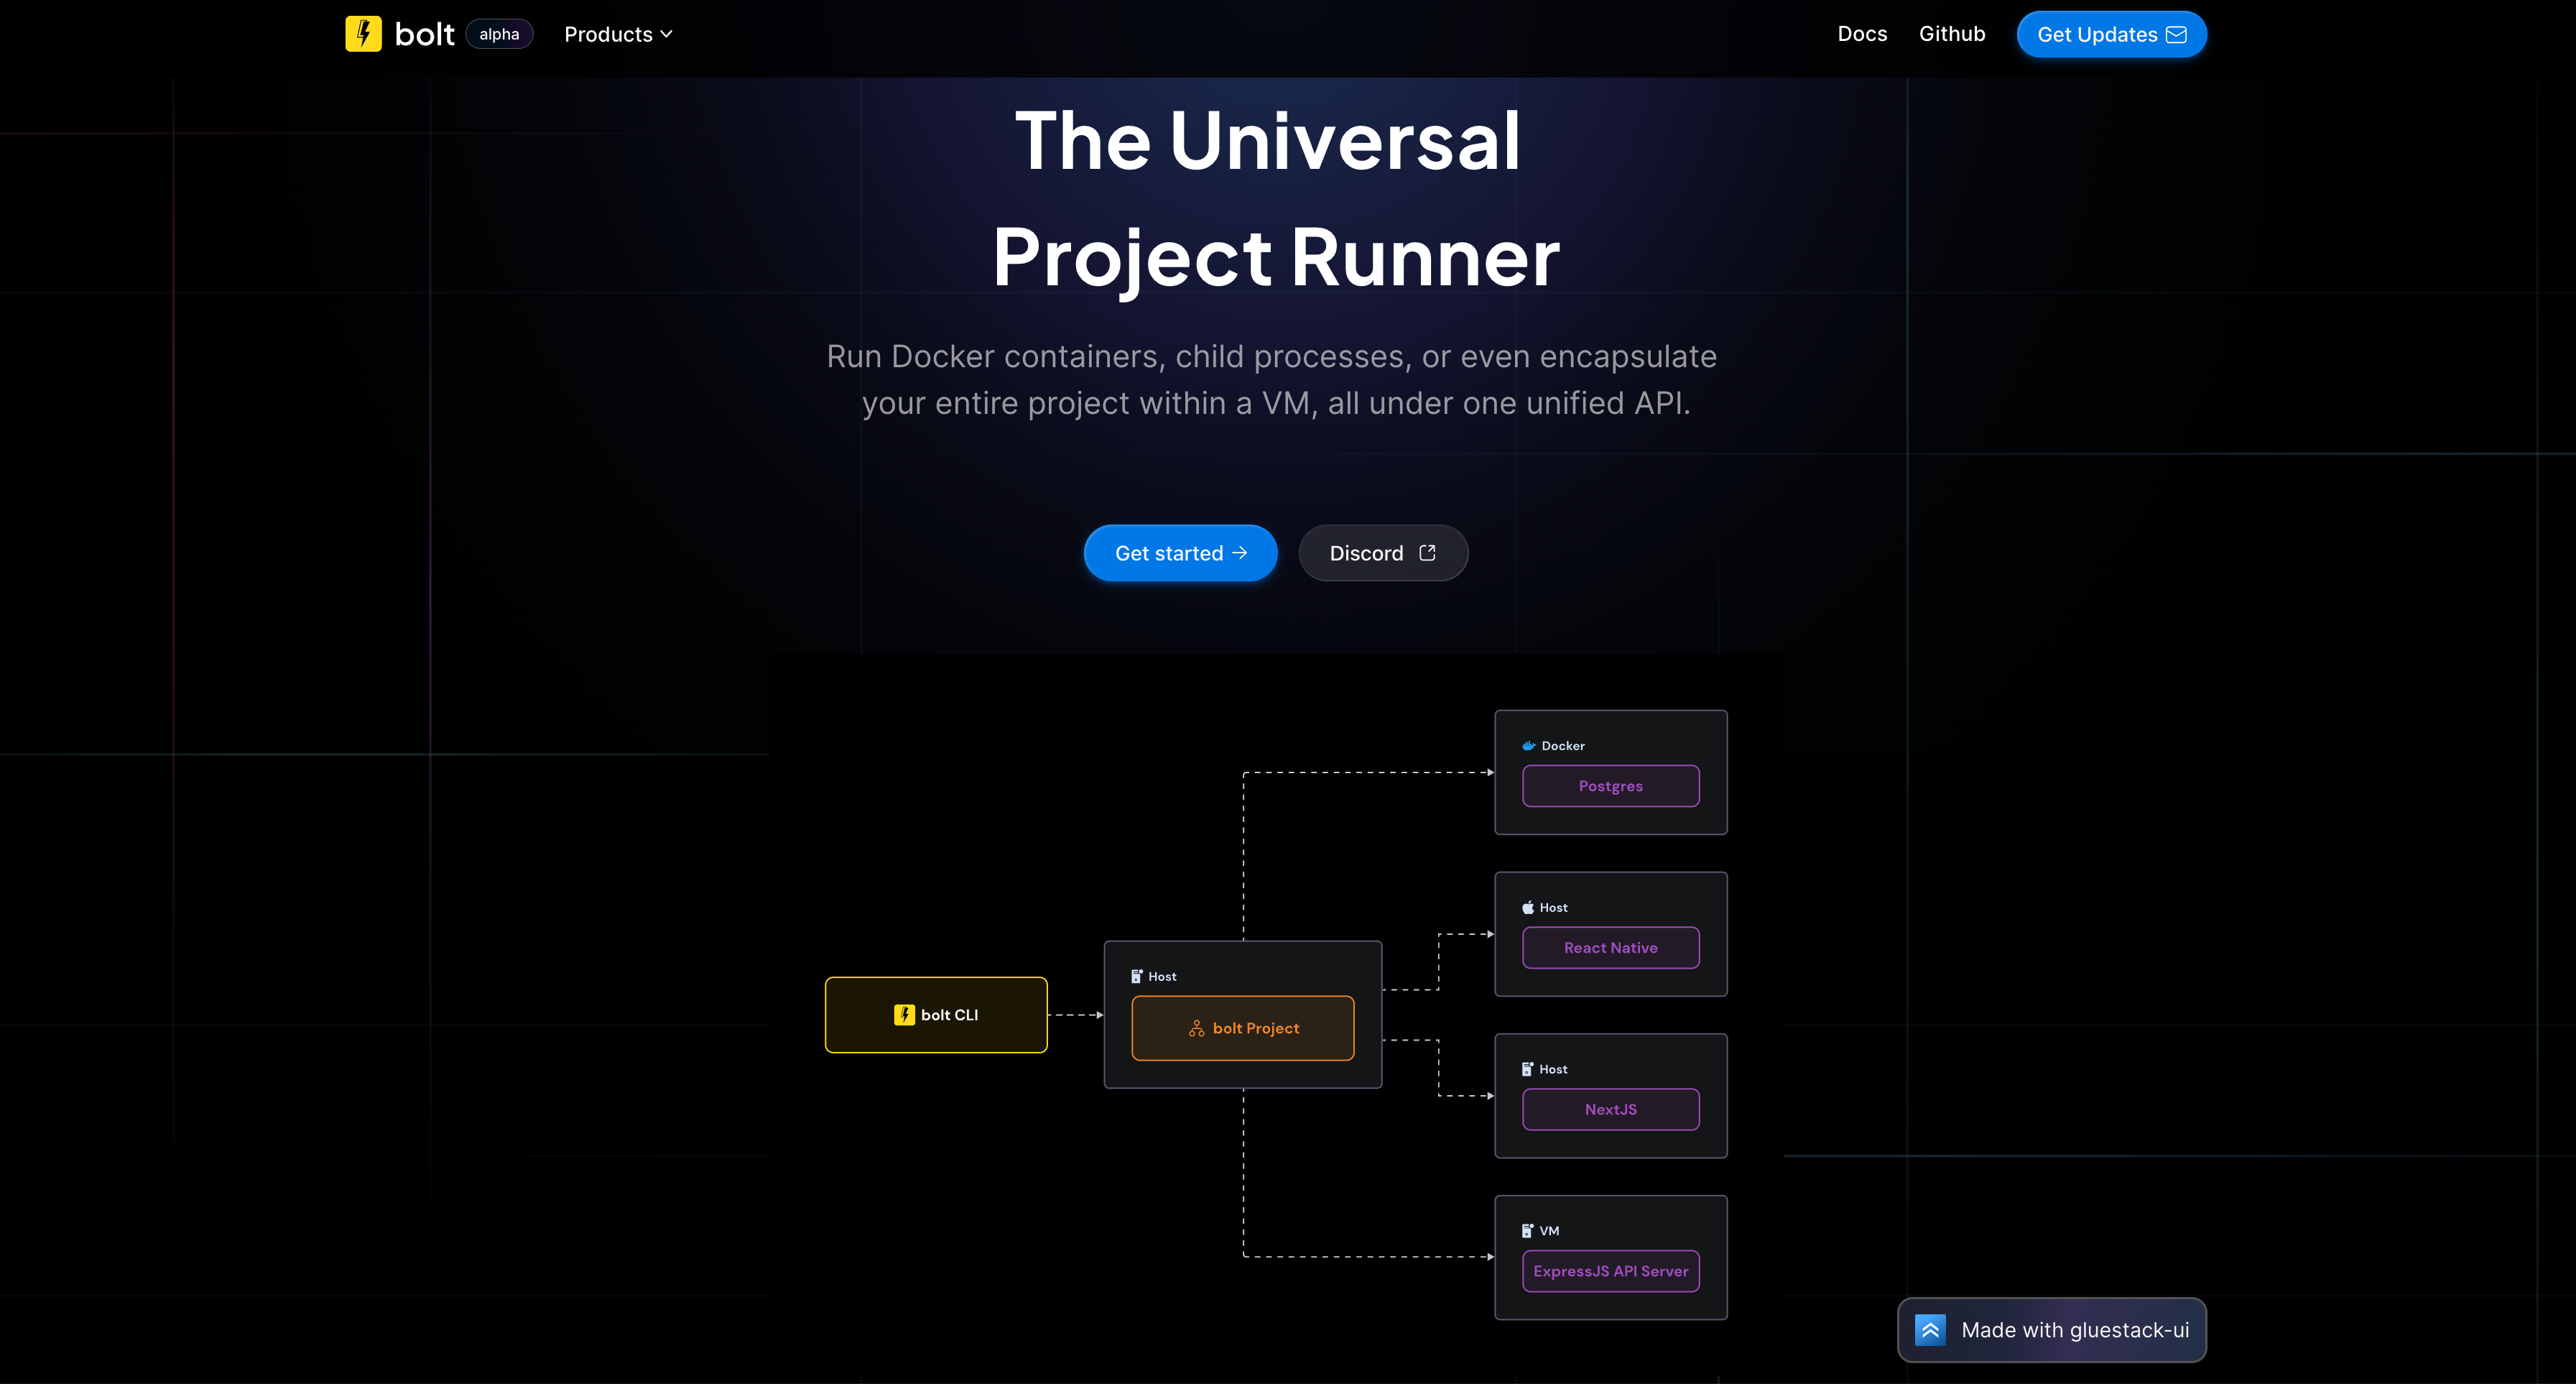 bolt alpha Products Docs Github Get Updates
The Universal
Project Runner
Run Docker containers, child processes, or even encapsulate
your entire project within a VM, all under one unified API.
Get started Discord
Docker
Postgres
Host
React Native
bolt CLI
Host
bolt Project
Host
NextJS
VM
ExpressJS API Server
Made with gluestack-ui